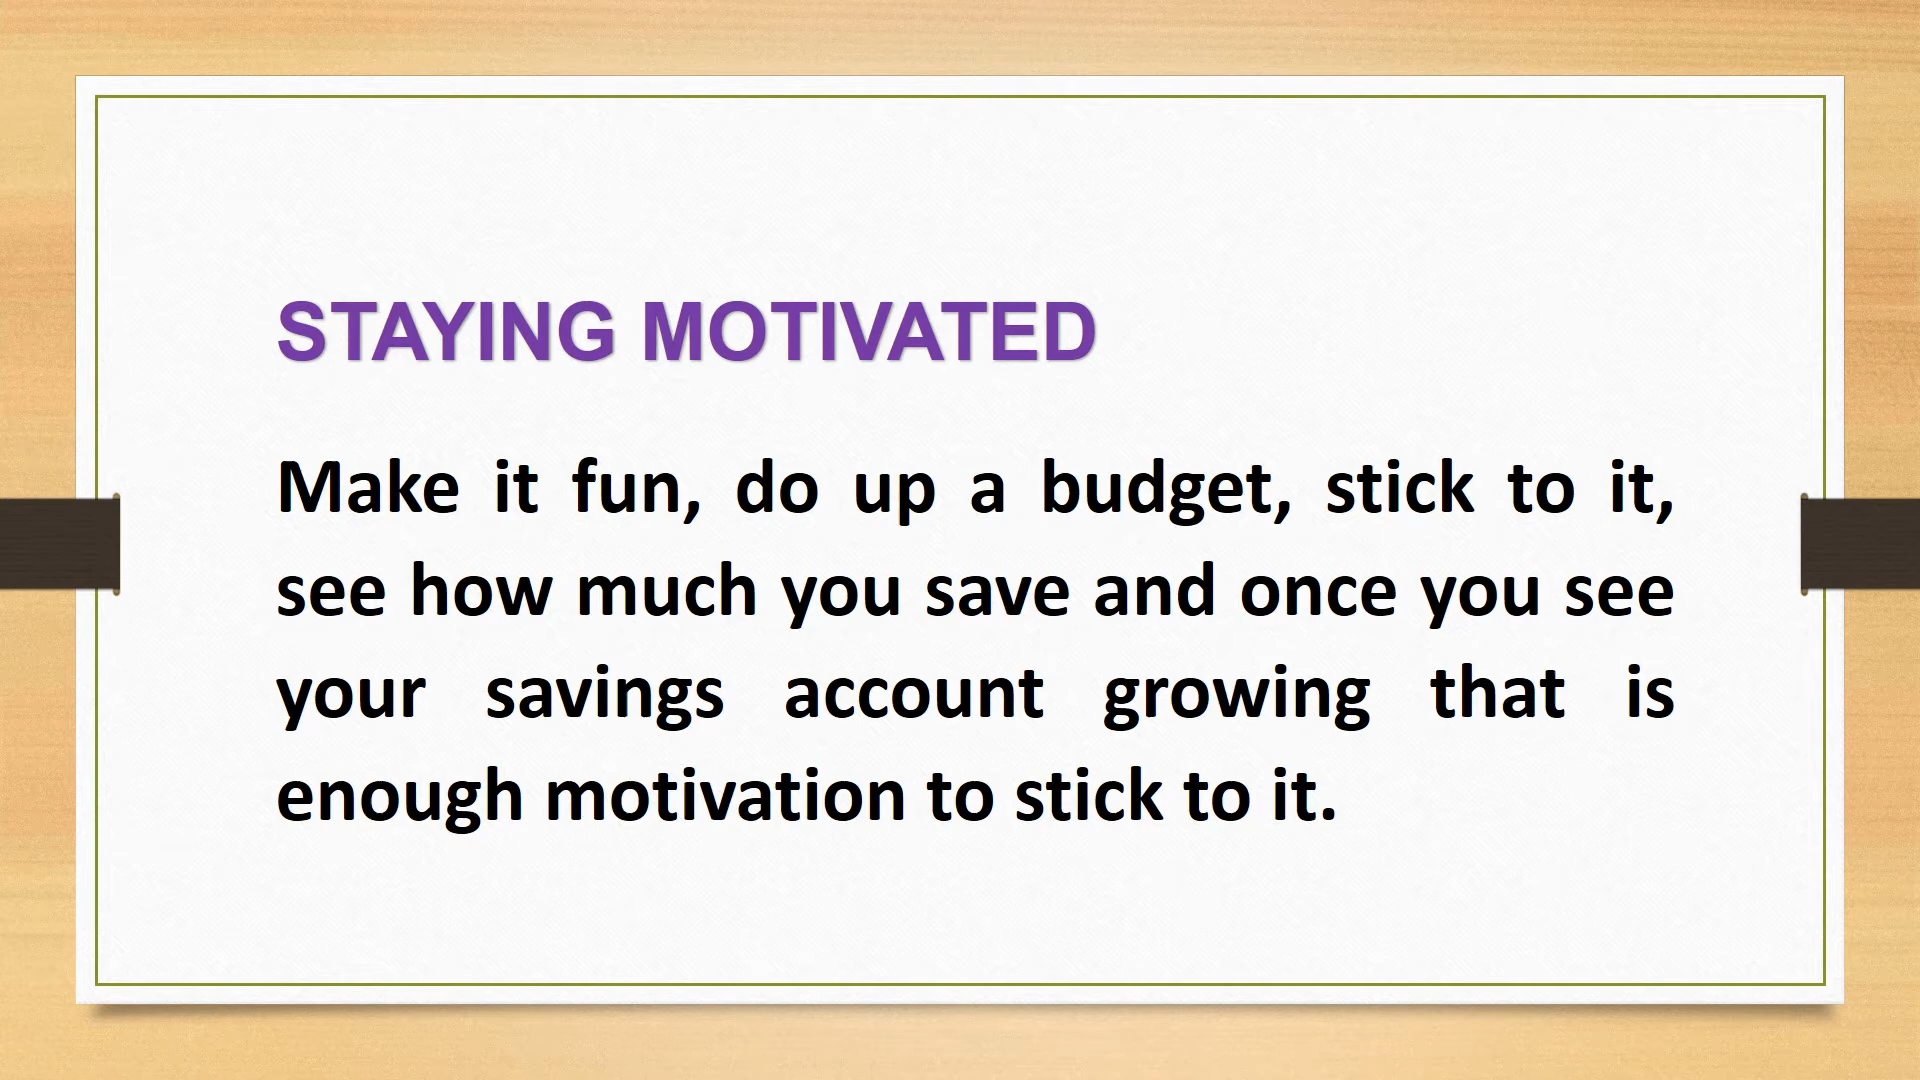 STAYING MOTIVATED
Make it fun, do up a budget, stick to it,
see how much you save and once you see
your savings account growing that is
enough motivation to stick to it.